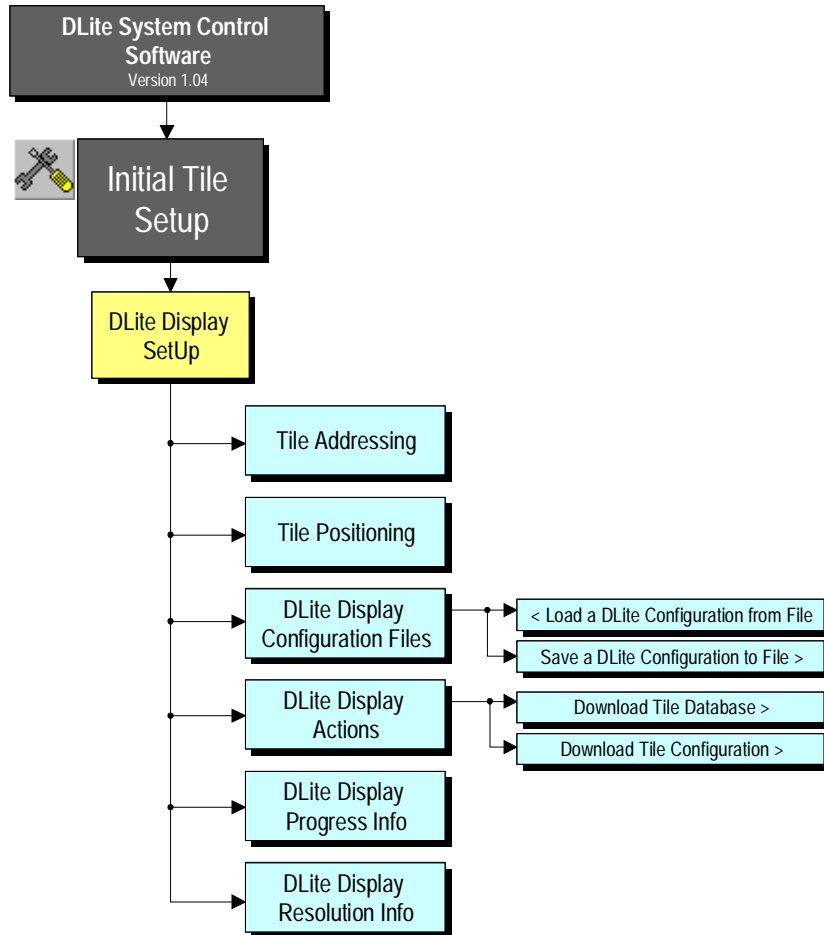 DLite System Control
Software
Version 1.04
Initial Tile
Setup
DLite Display
SetUp
Tile Addressing
Tile Positioning
DLite Display
Configuration Files
< Load a DLite Configuration from File
Save a DLite Configuration to File >
DLite Display
Actions
Download Tile Database >
Download Tile Configuration >
DLite Display
Progress Info
DLite Display
Resolution Info